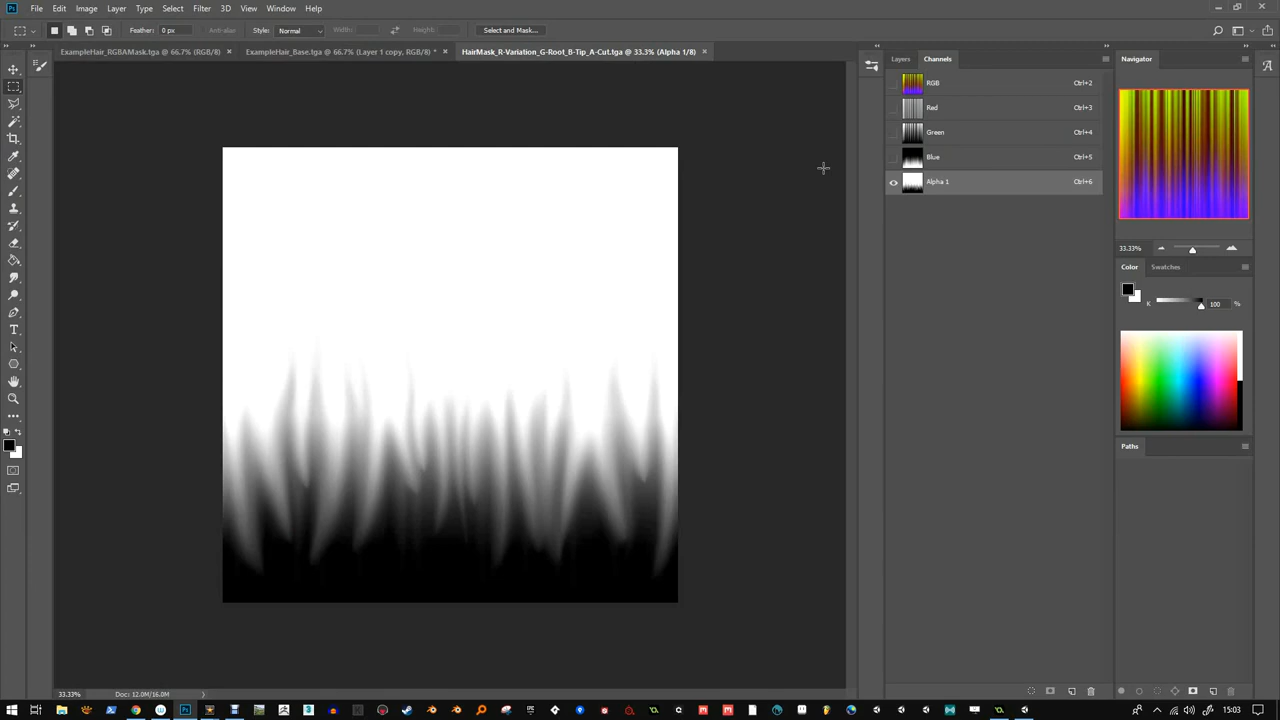 Ps File Edit Image Layer Type Select Filter 3D View Window Help
Feather: 0 px Anti-alias Style: Normal Width: Height: Select and Mask...
ExampleHair_RGBAMask.tga @ 66.7% (RGB/8) ExampleHair_Base.tga @ 66.7% (Layer 1 copy, RGB/8) * HairMask_R-Variation_G-Root_B-Tip_A-Cut.tga @ 33.3% (Alpha 1/8)
Layers Channels
RGB Ctrl+2
Red Ctrl+3
Green Ctrl+4
Blue Ctrl+5
Alpha 1 Ctrl+6
Navigator
33.33%
Color Swatches
K 100 %
Paths
33.33% Doc: 12.0M/16.0M
15:03